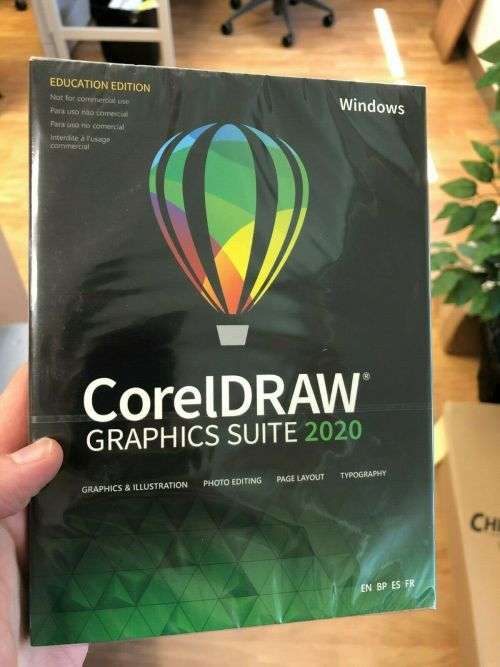 EDUCATION EDITION
Not for commercial use
Para uso não comercial
Para uso no comercial
Interdite à l'usage
commercial
Windows
CorelDRAW®
GRAPHICS SUITE 2020
GRAPHICS & ILLUSTRATION PHOTO EDITING PAGE LAYOUT TYPOGRAPHY
EN BP ES FR